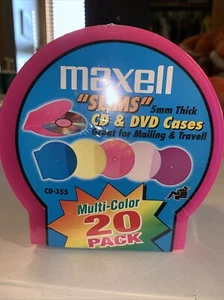 maxell
"SLIMS"
5mm Thick
CD & DVD Cases
Great for Mailing & Travel!
CD-355
Multi-Color
20
PACK